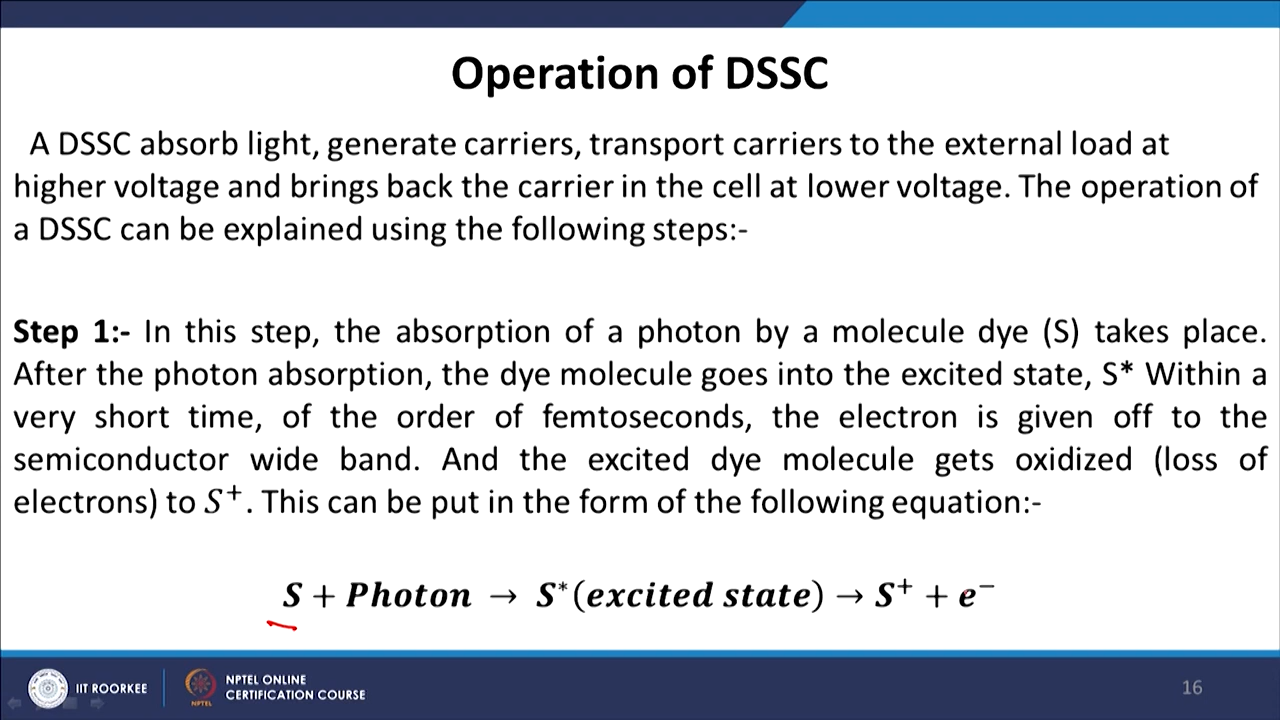 Operation of DSSC
A DSSC absorb light, generate carriers, transport carriers to the external load at
higher voltage and brings back the carrier in the cell at lower voltage. The operation of
a DSSC can be explained using the following steps:-
Step 1:- In this step, the absorption of a photon by a molecule dye (S) takes place.
After the photon absorption, the dye molecule goes into the excited state, S* Within a
very short time, of the order of femtoseconds, the electron is given off to the
semiconductor wide band. And the excited dye molecule gets oxidized (loss of
electrons) to S⁺. This can be put in the form of the following equation:-
S + Photon → S*(excited state) → S⁺ + e⁻
IIT ROORKEE
NPTEL ONLINE
CERTIFICATION COURSE
NPTEL
16